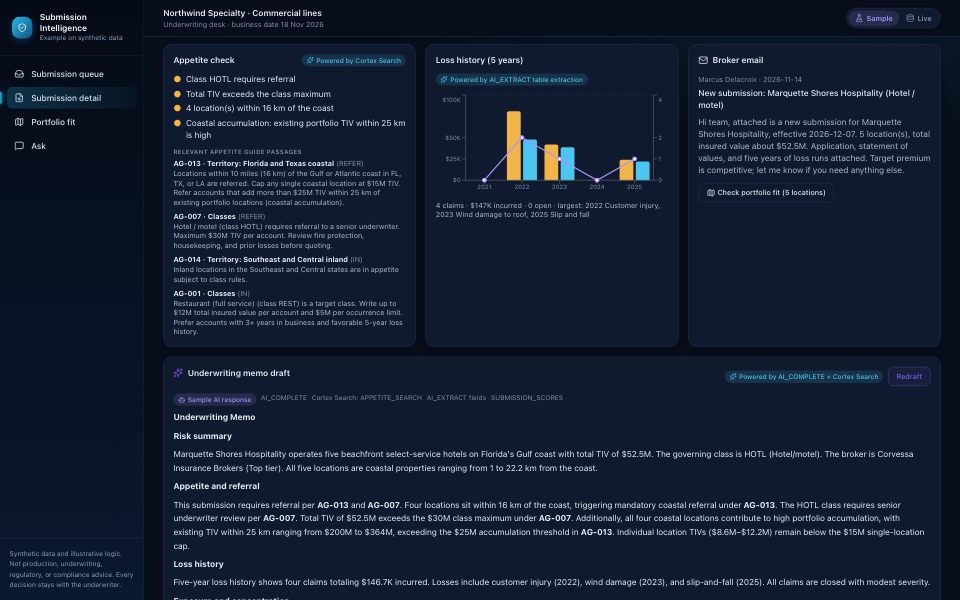 Submission
Intelligence
Example on synthetic data
Submission queue
Submission detail
Portfolio fit
Ask
Synthetic data and illustrative logic.
Not production, underwriting,
regulatory, or compliance advice. Every
decision stays with the underwriter.
Northwind Specialty · Commercial lines
Underwriting desk · business date 18 Nov 2026
Sample
Live
Appetite check
Powered by Cortex Search
Class HOTL requires referral
Total TIV exceeds the class maximum
4 location(s) within 16 km of the coast
Coastal accumulation: existing portfolio TIV within 25 km
is high
RELEVANT APPETITE GUIDE PASSAGES
AG-013 · Territory: Florida and Texas coastal (REFER)
Locations within 10 miles (16 km) of the Gulf or Atlantic coast in FL,
TX, or LA are referred. Cap any single coastal location at $15M TIV.
Refer accounts that add more than $25M TIV within 25 km of
existing portfolio locations (coastal accumulation).
AG-007 · Classes (REFER)
Hotel / motel (class HOTL) requires referral to a senior underwriter.
Maximum $30M TIV per account. Review fire protection,
housekeeping, and prior losses before quoting.
AG-014 · Territory: Southeast and Central inland (IN)
Inland locations in the Southeast and Central states are in appetite
subject to class rules.
AG-001 · Classes (IN)
Restaurant (full service) (class REST) is a target class. Write up to
$12M total insured value per account and $5M per occurrence limit.
Prefer accounts with 3+ years in business and favorable 5-year loss
history.
Loss history (5 years)
Powered by AI_EXTRACT table extraction
$100K
$50K
$25K
$0
4
2
1
0
2021
2022
2023
2024
2025
4 claims · $147K incurred · 0 open · largest: 2022 Customer injury,
2023 Wind damage to roof, 2025 Slip and fall
Broker email
Marcus Delacroix · 2026-11-14
New submission: Marquette Shores Hospitality (Hotel /
motel)
Hi team, attached is a new submission for Marquette
Shores Hospitality, effective 2026-12-07. 5 location(s), total
insured value about $52.5M. Application, statement of
values, and five years of loss runs attached. Target premium
is competitive; let me know if you need anything else.
Check portfolio fit (5 locations)
Underwriting memo draft
Powered by AI_COMPLETE + Cortex Search
Redraft
Sample AI response
AI_COMPLETE
Cortex Search: APPETITE_SEARCH
AI_EXTRACT fields
SUBMISSION_SCORES
Underwriting Memo
Risk summary
Marquette Shores Hospitality operates five beachfront select-service hotels on Florida's Gulf coast with total TIV of $52.5M. The governing class is HOTL (Hotel/motel). The broker is Corvessa
Insurance Brokers (Top tier). All five locations are coastal properties ranging from 1 to 22.2 km from the coast.
Appetite and referral
This submission requires referral per AG-013 and AG-007. Four locations sit within 16 km of the coast, triggering mandatory coastal referral under AG-013. The HOTL class requires senior
underwriter review per AG-007. Total TIV of $52.5M exceeds the $30M class maximum under AG-007. Additionally, all four coastal locations contribute to high portfolio accumulation, with
existing TIV within 25 km ranging from $200M to $364M, exceeding the $25M accumulation threshold in AG-013. Individual location TIVs ($8.6M–$12.2M) remain below the $15M single-location
cap.
Loss history
Five-year loss history shows four claims totaling $146.7K incurred. Losses include customer injury (2022), wind damage (2023), and slip-and-fall (2025). All claims are closed with modest severity.